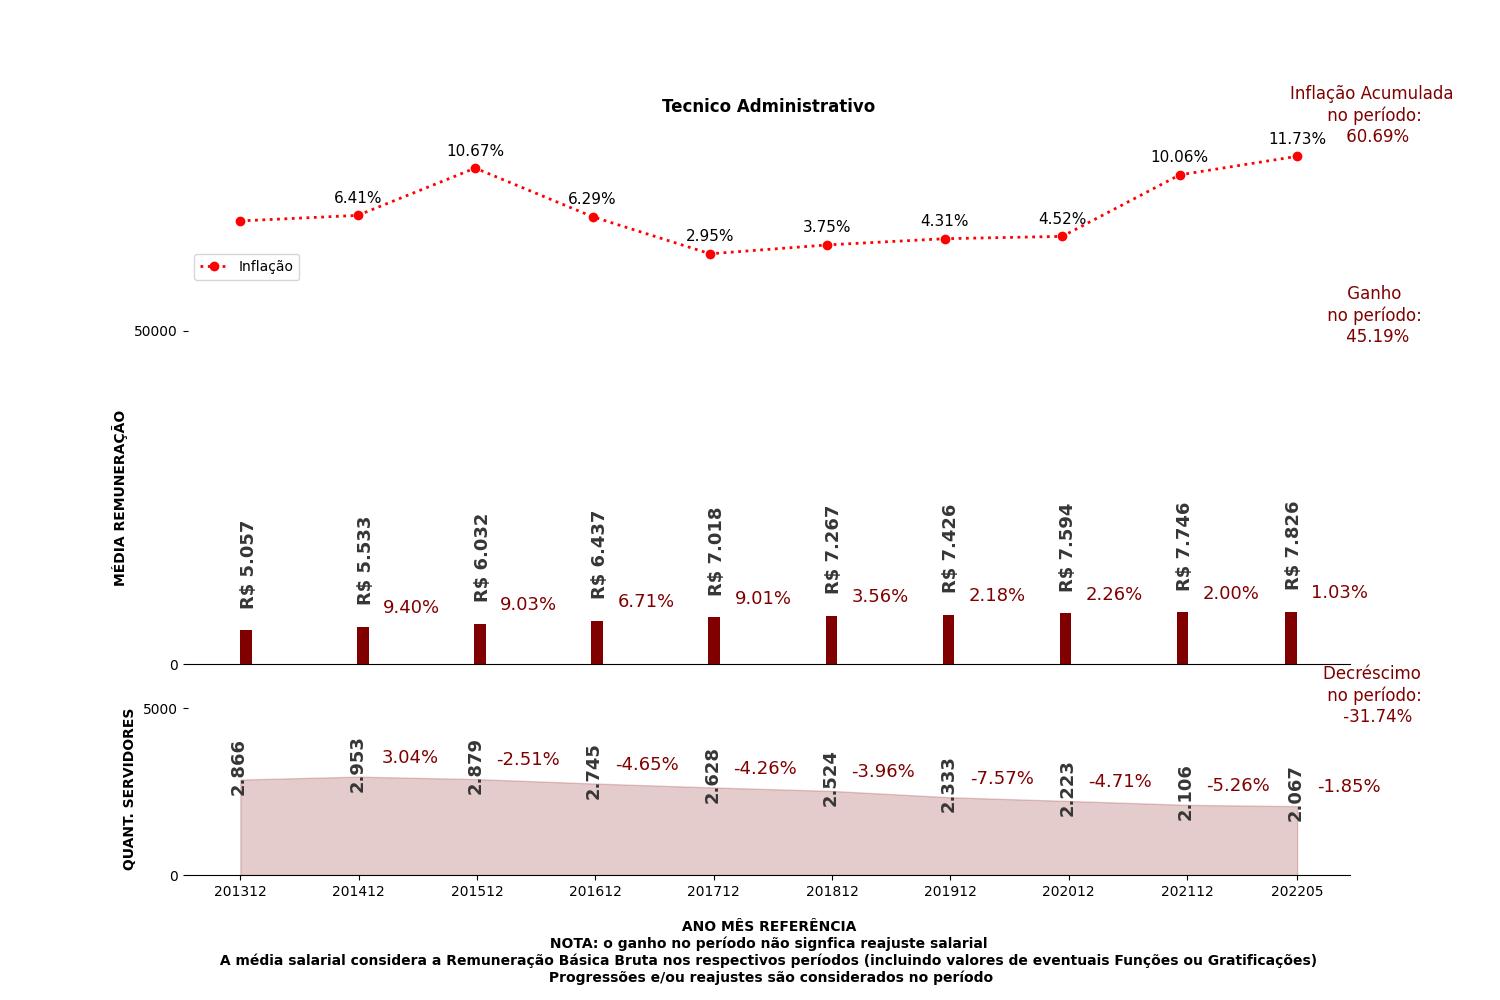 Tecnico Administrativo
Inflação Acumulada
no período:
60.69%
6.41%
10.67%
6.29%
2.95%
3.75%
4.31%
4.52%
10.06%
11.73%
Inflação
Ganho
no período:
45.19%
50000
0
MÉDIA REMUNERAÇÃO
R$ 5.057
R$ 5.533
R$ 6.032
R$ 6.437
R$ 7.018
R$ 7.267
R$ 7.426
R$ 7.594
R$ 7.746
R$ 7.826
9.40%
9.03%
6.71%
9.01%
3.56%
2.18%
2.26%
2.00%
1.03%
Decréscimo
no período:
-31.74%
5000
0
QUANT. SERVIDORES
2.866
2.953
2.879
2.745
2.628
2.524
2.333
2.223
2.106
2.067
3.04%
-2.51%
-4.65%
-4.26%
-3.96%
-7.57%
-4.71%
-5.26%
-1.85%
201312
201412
201512
201612
201712
201812
201912
202012
202112
202205
ANO MÊS REFERÊNCIA
NOTA: o ganho no período não signfica reajuste salarial
A média salarial considera a Remuneração Básica Bruta nos respectivos períodos (incluindo valores de eventuais Funções ou Gratificações)
Progressões e/ou reajustes são considerados no período